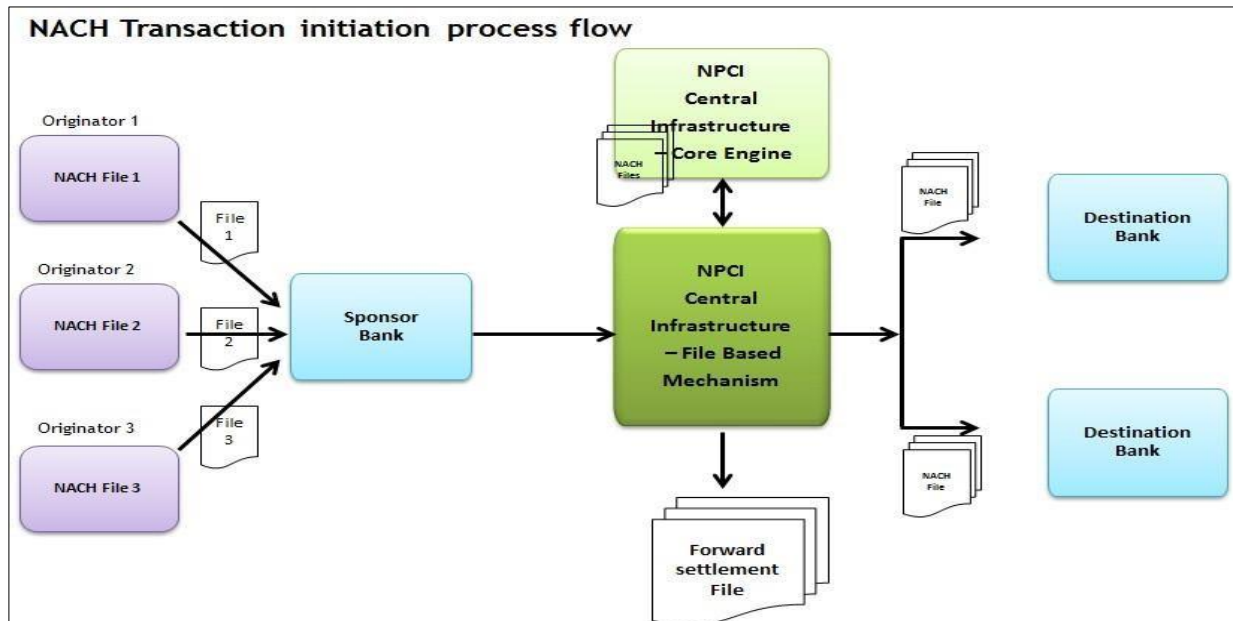 NACH Transaction initiation process flow
Originator 1
NACH File 1
File
1
Originator 2
NACH File 2
File
2
Originator 3
NACH File 3
File
3
Sponsor
Bank
NPCI
Central
Infrastructure
– Core Engine
NACH
Files
NPCI
Central
Infrastructure
– File Based
Mechanism
Forward
settlement
File
NACH
File
Destination
Bank
NACH
File
Destination
Bank